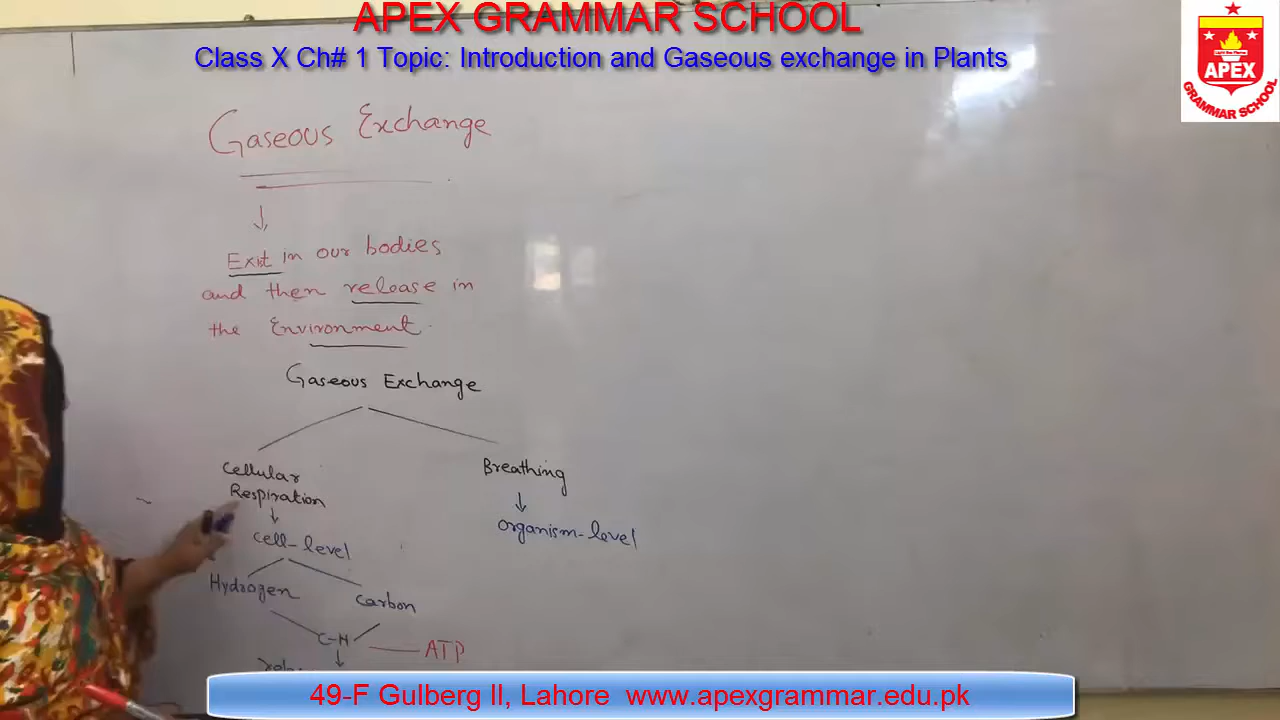 APEX GRAMMAR SCHOOL
Class X Ch# 1 Topic: Introduction and Gaseous exchange in Plants
APEX
GRAMMAR SCHOOL
Gaseous Exchange
Exist in our bodies
and then release in
the Environment.
Gaseous Exchange
Cellular
Respiration
Breathing
cell-level
organism-level
Hydrogen
Carbon
C-H
ATP
49-F Gulberg II, Lahore www.apexgrammar.edu.pk